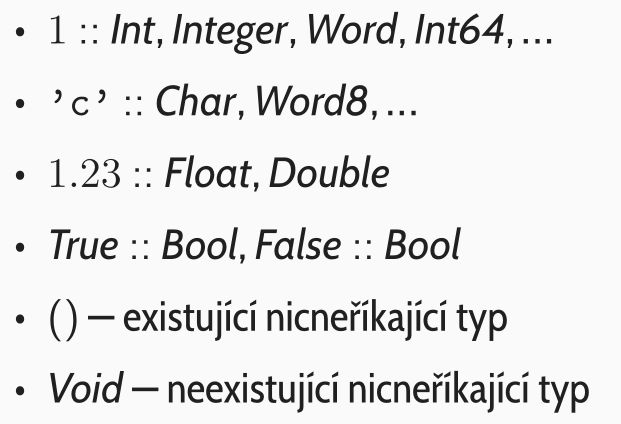 • 1 :: Int, Integer, Word, Int64, ...
• ’c’ :: Char, Word8, ...
• 1.23 :: Float, Double
• True :: Bool, False :: Bool
• () — existující nicneříkající typ
• Void — neexistující nicneříkající typ